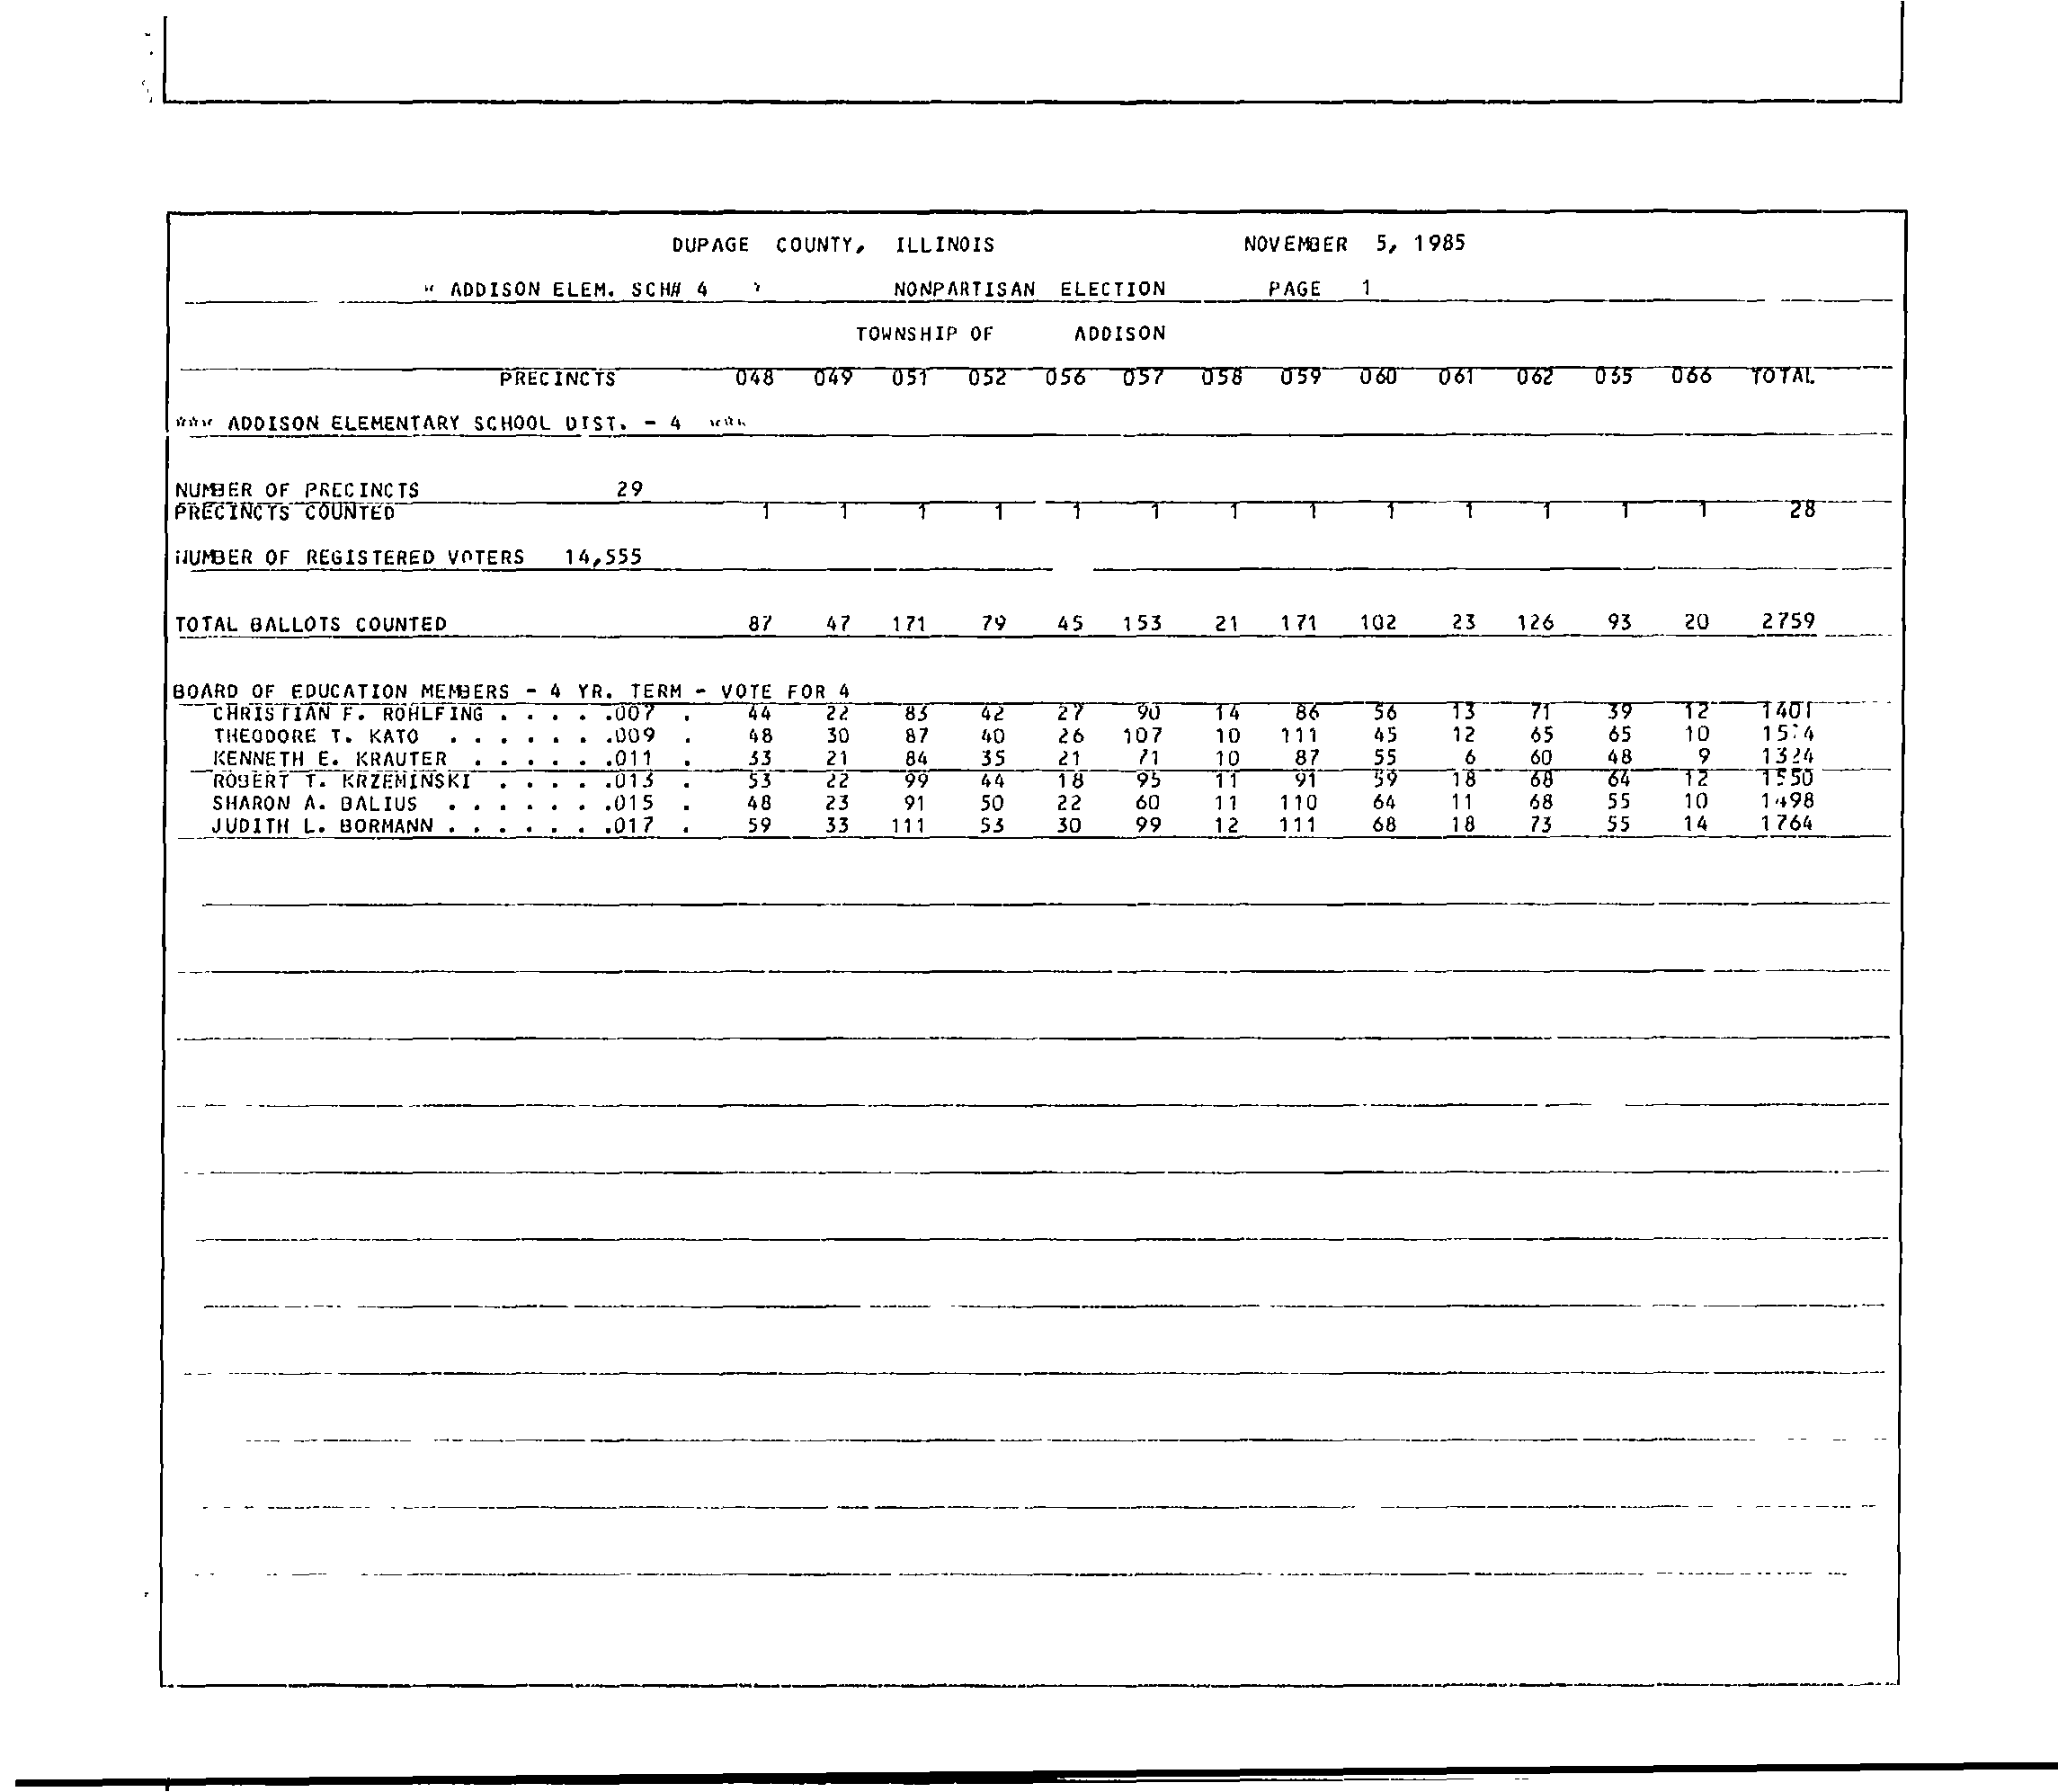 DUPAGE COUNTY, ILLINOIS NOVEMBER 5, 1985
ADDISON ELEM. SCH# 4 NONPARTISAN ELECTION PAGE 1
TOWNSHIP OF ADDISON
PRECINCTS 048 049 051 052 056 057 058 059 060 061 062 066 TOTAL
*** ADDISON ELEMENTARY SCHOOL DIST. - 4 ***
NUMBER OF PRECINCTS 29
PRECINCTS COUNTED 1 1 1 1 1 1 1 1 1 1 1 1 1 28
NUMBER OF REGISTERED VOTERS 14,555
TOTAL BALLOTS COUNTED 87 47 171 79 45 153 21 171 102 23 126 93 20 2759
BOARD OF EDUCATION MEMBERS - 4 YR. TERM - VOTE FOR 4
CHRISTIAN F. ROHLFING . . . . .007 . 44 22 83 42 27 90 14 86 56 13 71 39 12 1401
THEODORE T. KATO . . . . . . .009 . 48 30 87 40 26 107 10 111 45 12 65 65 10
KENNETH E. KRAUTER . . . . . .011 . 33 21 84 35 21 71 10 87 55 6 60 48 9 1324
ROBERT T. KRZEMINSKI . . . . .013 . 53 22 99 44 18 95 11 91 59 18 68 64 12 1550
SHARON A. BALIUS . . . . . . .015 . 48 23 91 50 22 60 11 110 64 11 68 55 10 1498
JUDITH L. BORMANN . . . . . . .017 . 59 33 111 53 30 99 12 111 68 18 73 55 14 1764